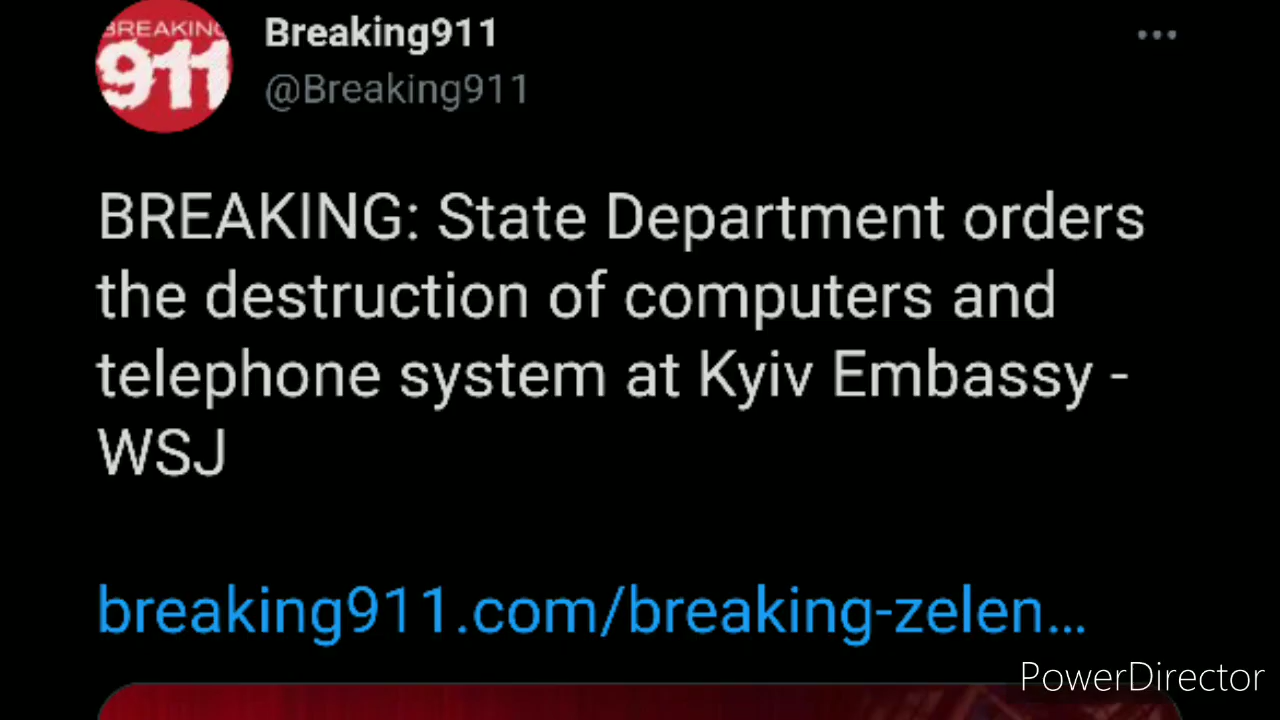 BREAKING
911
Breaking911
@Breaking911
BREAKING: State Department orders
the destruction of computers and
telephone system at Kyiv Embassy -
WSJ
breaking911.com/breaking-zelen...
PowerDirector